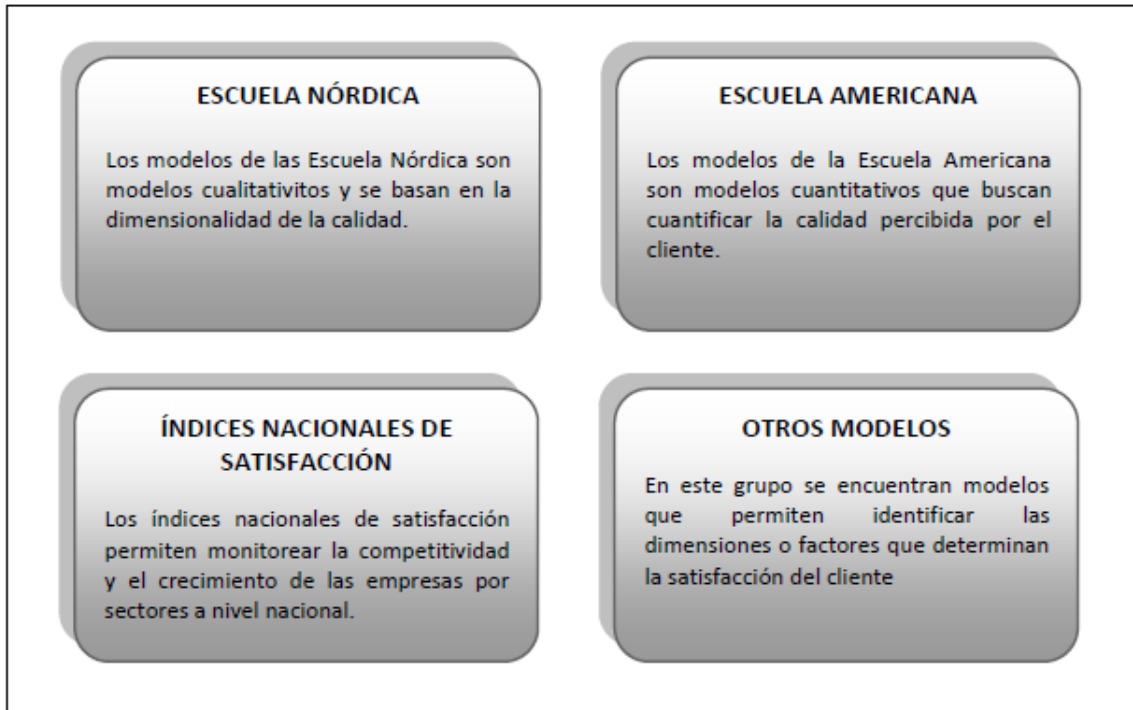 ESCUELA NÓRDICA
Los modelos de las Escuela Nórdica son
modelos cualitativitos y se basan en la
dimensionalidad de la calidad.
ESCUELA AMERICANA
Los modelos de la Escuela Americana
son modelos cuantitativos que buscan
cuantificar la calidad percibida por el
cliente.
ÍNDICES NACIONALES DE
SATISFACCIÓN
Los índices nacionales de satisfacción
permiten monitorear la competitividad
y el crecimiento de las empresas por
sectores a nivel nacional.
OTROS MODELOS
En este grupo se encuentran modelos
que permiten identificar las
dimensiones o factores que determinan
la satisfacción del cliente